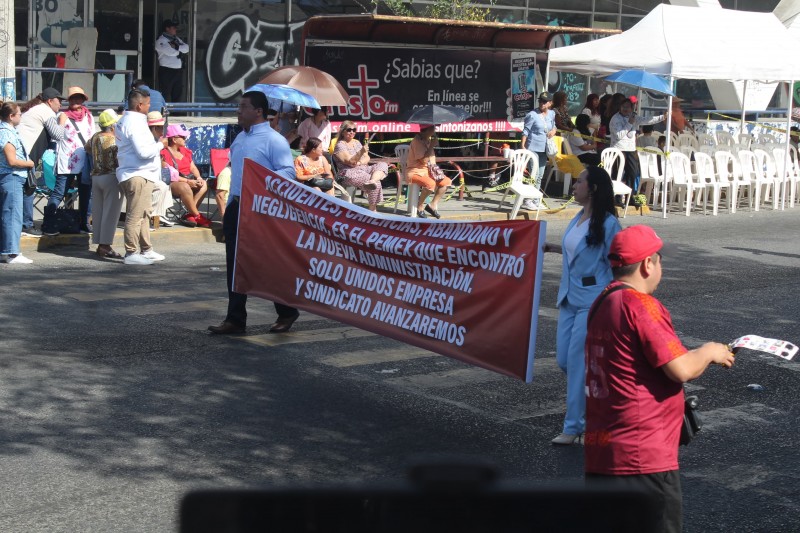 ¿Sabías que?
En línea se
mejor...!!!
ACCIDENTES, CARENCIAS, ABANDONO Y
NEGLIGENCIA, ES EL PEMEX QUE ENCONTRÓ
LA NUEVA ADMINISTRACIÓN,
SOLO UNIDOS EMPRESA
Y SINDICATO AVANZAREMOS